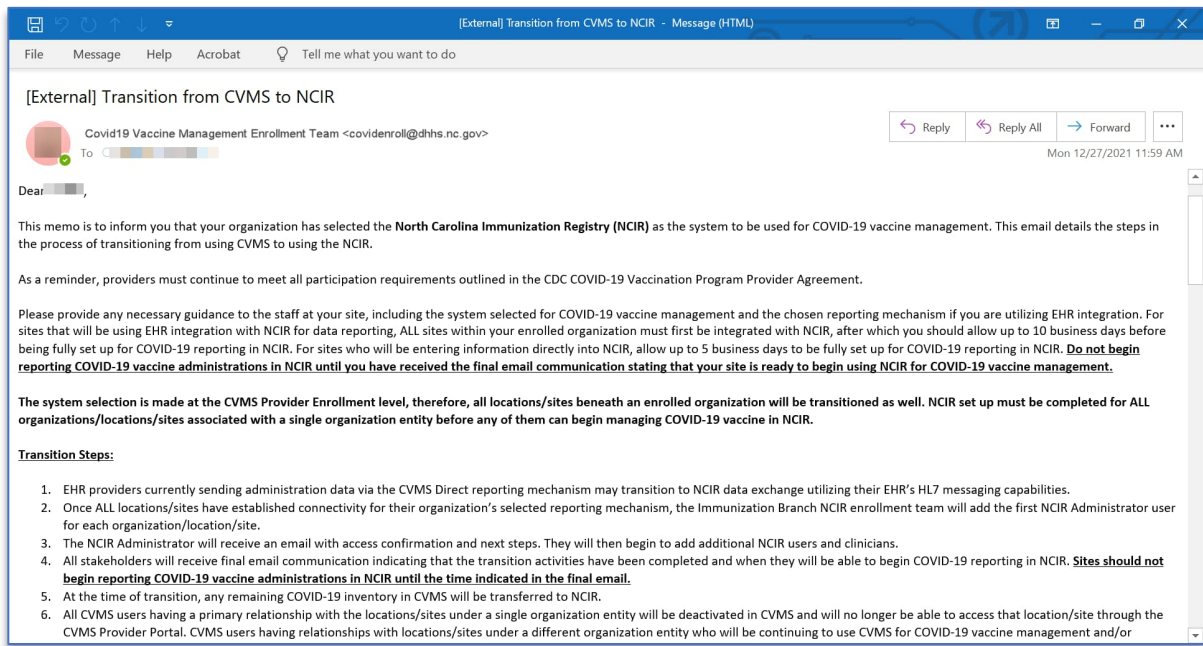 [External] Transition from CVMS to NCIR - Message (HTML)
File Message Help Acrobat Tell me what you want to do
[External] Transition from CVMS to NCIR
Covid19 Vaccine Management Enrollment Team <covidenroll@dhhs.nc.gov>
Reply Reply All Forward
To
Mon 12/27/2021 11:59 AM
Dear ,
This memo is to inform you that your organization has selected the North Carolina Immunization Registry (NCIR) as the system to be used for COVID-19 vaccine management. This email details the steps in
the process of transitioning from using CVMS to using the NCIR.
As a reminder, providers must continue to meet all participation requirements outlined in the CDC COVID-19 Vaccination Program Provider Agreement.
Please provide any necessary guidance to the staff at your site, including the system selected for COVID-19 vaccine management and the chosen reporting mechanism if you are utilizing EHR integration. For
sites that will be using EHR integration with NCIR for data reporting, ALL sites within your enrolled organization must first be integrated with NCIR, after which you should allow up to 10 business days before
being fully set up for COVID-19 reporting in NCIR. For sites who will be entering information directly into NCIR, allow up to 5 business days to be fully set up for COVID-19 reporting in NCIR. Do not begin
reporting COVID-19 vaccine administrations in NCIR until you have received the final email communication stating that your site is ready to begin using NCIR for COVID-19 vaccine management.
The system selection is made at the CVMS Provider Enrollment level, therefore, all locations/sites beneath an enrolled organization will be transitioned as well. NCIR set up must be completed for ALL
organizations/locations/sites associated with a single organization entity before any of them can begin managing COVID-19 vaccine in NCIR.
Transition Steps:
1. EHR providers currently sending administration data via the CVMS Direct reporting mechanism may transition to NCIR data exchange utilizing their EHR's HL7 messaging capabilities.
2. Once ALL locations/sites have established connectivity for their organization's selected reporting mechanism, the Immunization Branch NCIR enrollment team will add the first NCIR Administrator user
for each organization/location/site.
3. The NCIR Administrator will receive an email with access confirmation and next steps. They will then begin to add additional NCIR users and clinicians.
4. All stakeholders will receive final email communication indicating that the transition activities have been completed and when they will be able to begin COVID-19 reporting in NCIR. Sites should not
begin reporting COVID-19 vaccine administrations in NCIR until the time indicated in the final email.
5. At the time of transition, any remaining COVID-19 inventory in CVMS will be transferred to NCIR.
6. All CVMS users having a primary relationship with the locations/sites under a single organization entity will be deactivated in CVMS and will no longer be able to access that location/site through the
CVMS Provider Portal. CVMS users having relationships with locations/sites under a different organization entity who will be continuing to use CVMS for COVID-19 vaccine management and/or